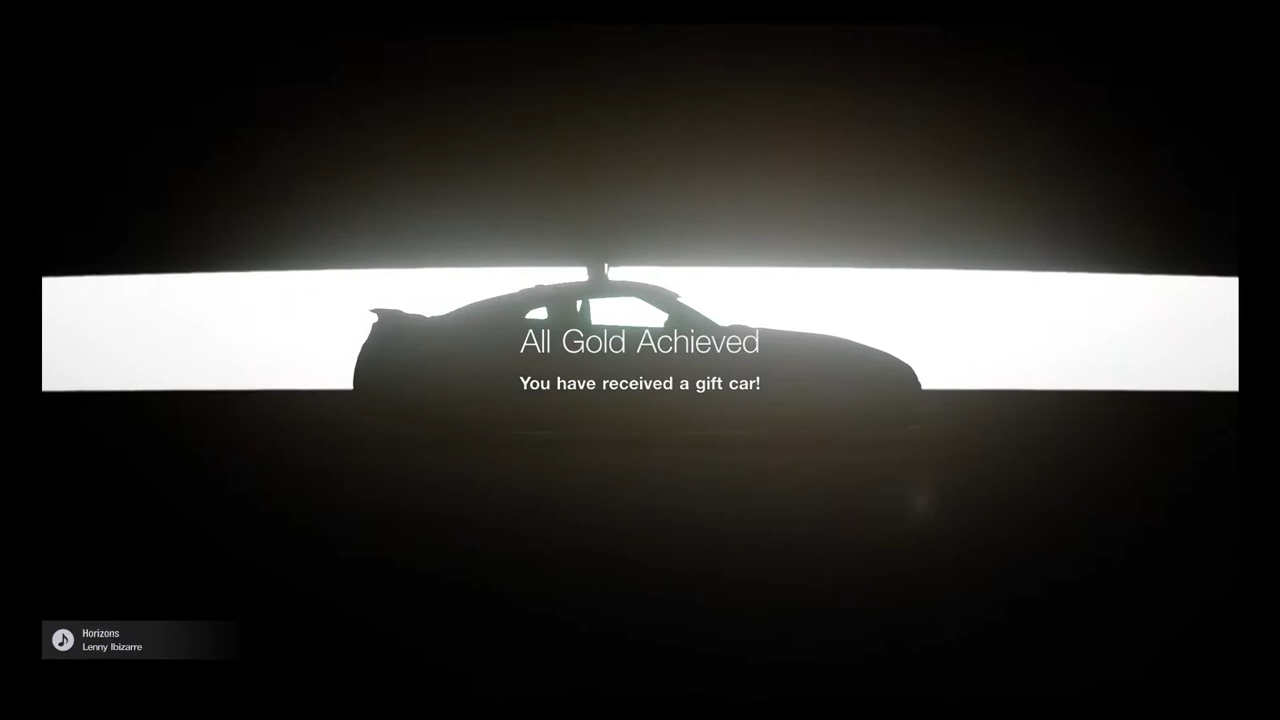 All Gold Achieved
You have received a gift car!
Horizons
Lenny Ibizarre